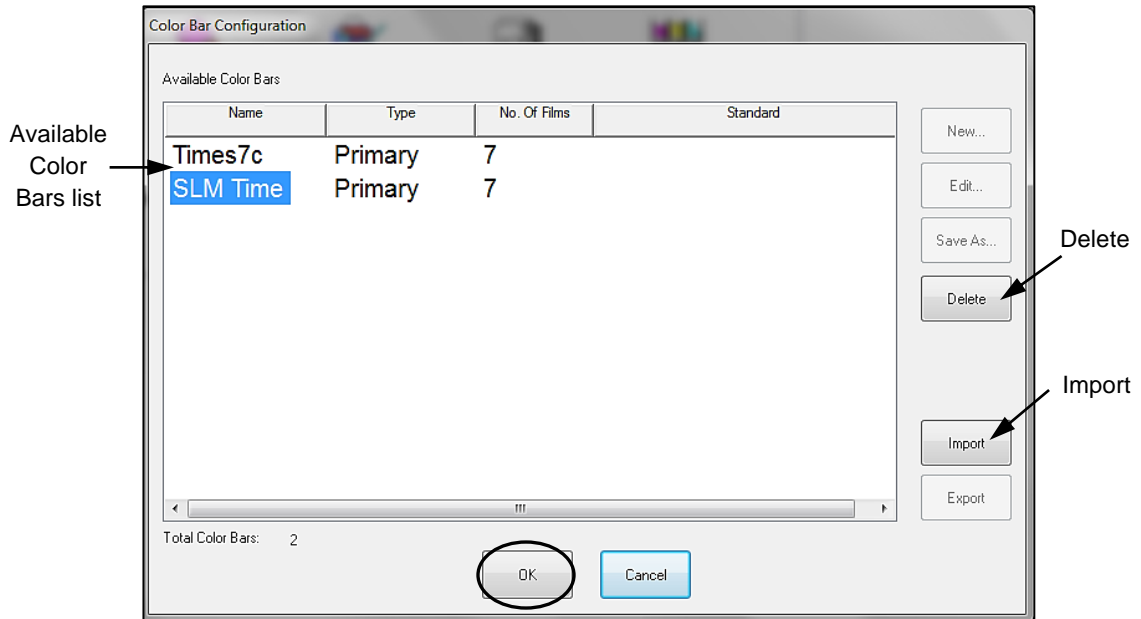 Color Bar Configuration
Available Color Bars
Name Type No. Of Films Standard
Times7c Primary 7
SLM Time Primary 7
Available
Color
Bars list
New...
Edit...
Save As...
Delete
Delete
Import
Import
Export
Total Color Bars: 2
OK
Cancel